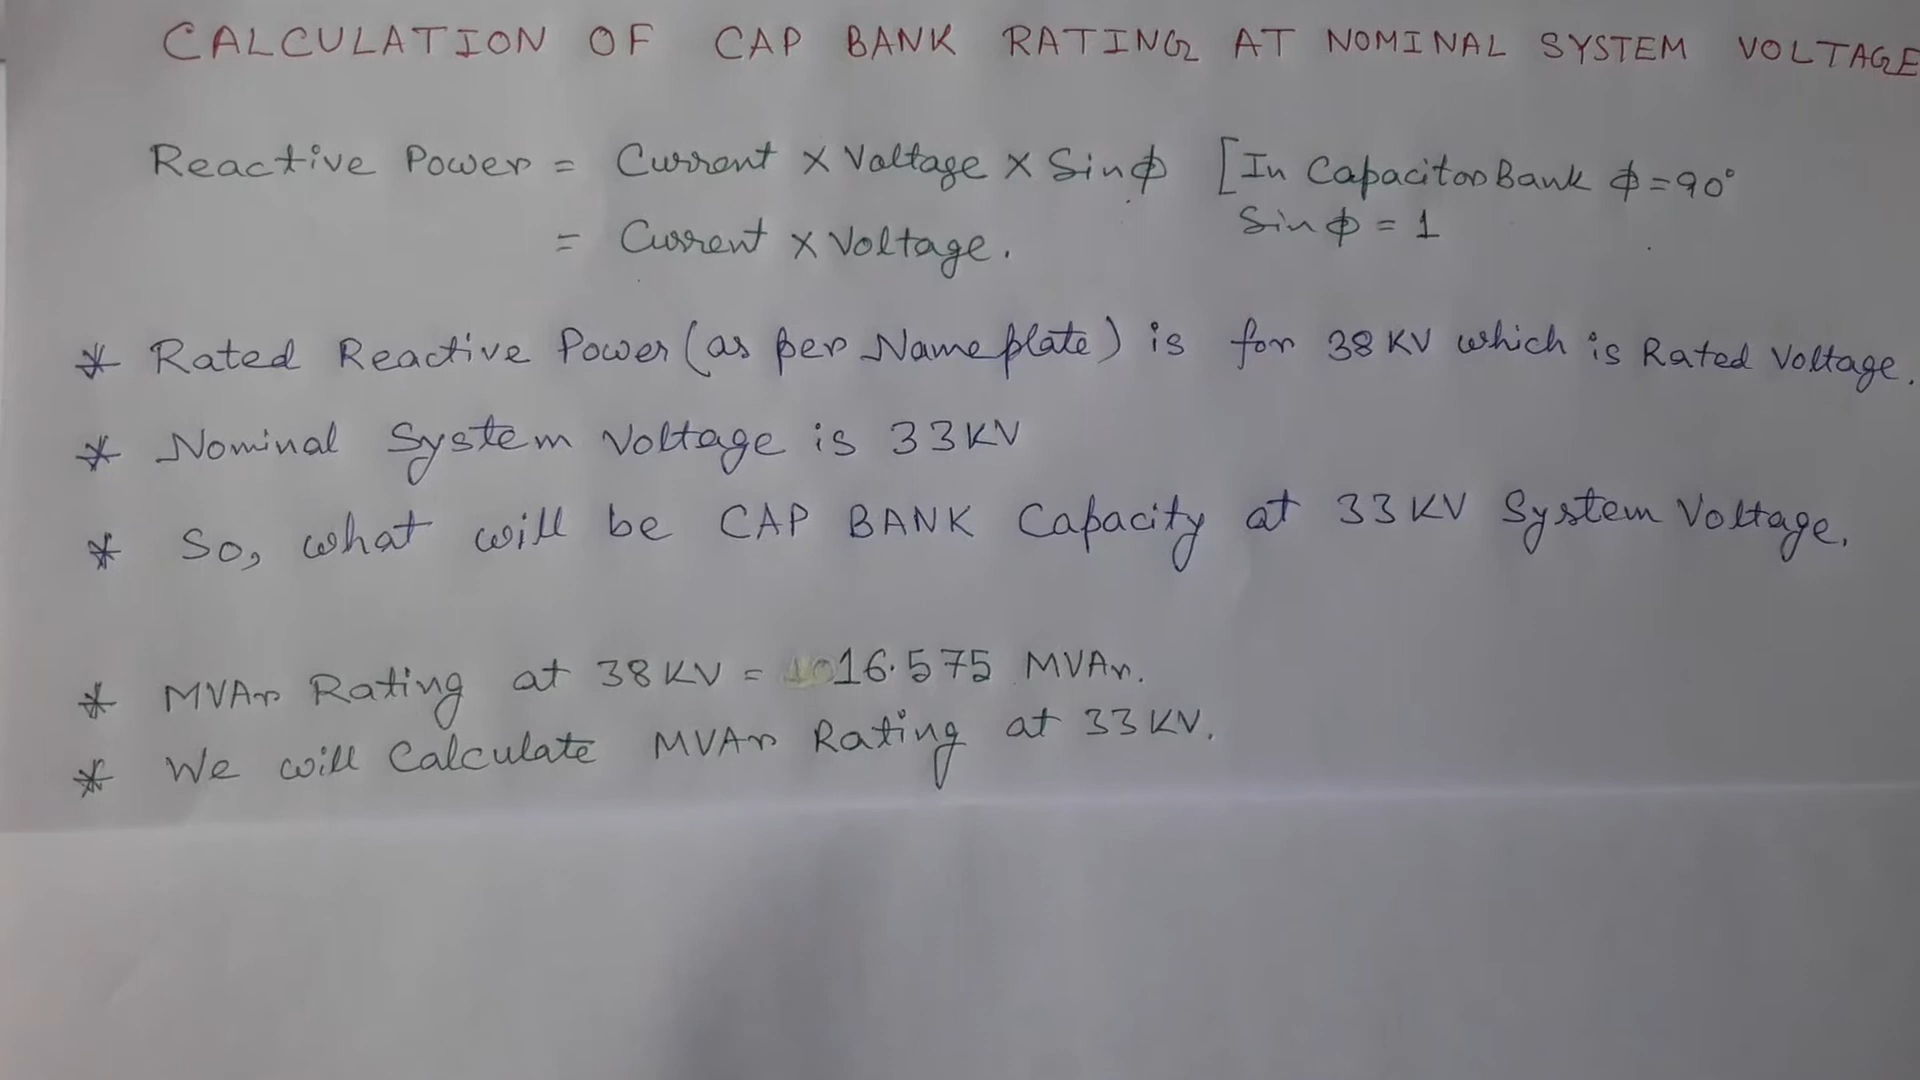 CALCULATION OF CAP BANK RATING AT NOMINAL SYSTEM VOLTAGE
Reactive Power = Current X Voltage X Sinϕ [In Capacitor Bank ϕ=90°
Sinϕ = 1
= Current X Voltage.
* Rated Reactive Power (as per Nameplate) is for 38 KV which is Rated Voltage.
* Nominal System Voltage is 33KV
* So, what will be CAP BANK Capacity at 33KV System Voltage.
* MVAr Rating at 38KV = 16.575 MVAr.
* We will Calculate MVAr Rating at 33KV.